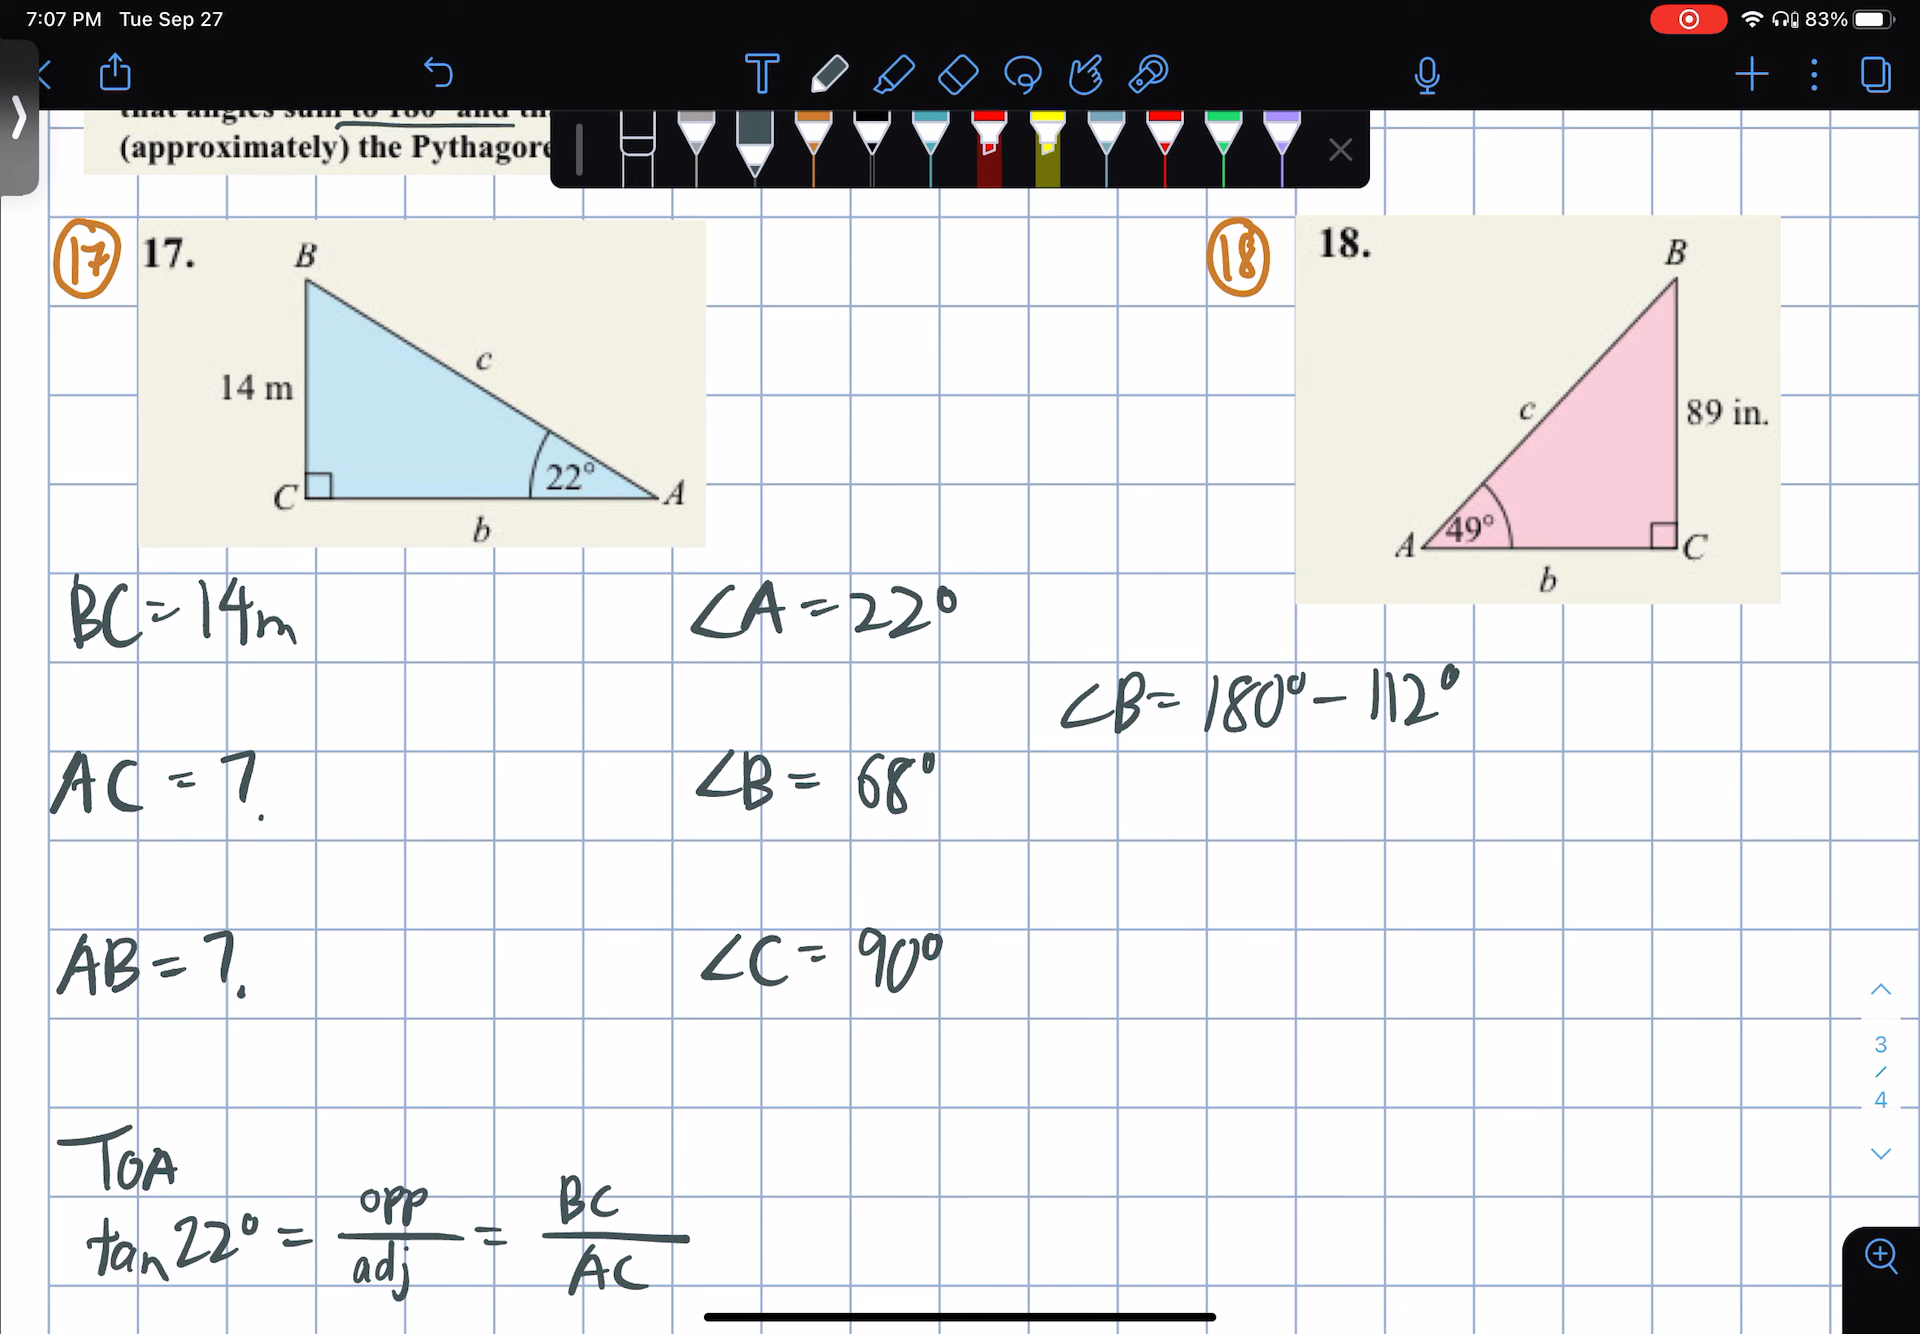 7:07 PM Tue Sep 27
83%
(approximately) the Pythagore
17 17.
B
14 m
c
22°
C
A
b
18 18.
B
c
89 in.
49°
A
C
b
BC = 14m
∠A = 22°
∠B = 180° - 112°
AC = ?
∠B = 68°
AB = ?
∠C = 90°
3
/
4
TOA
tan 22° = opp/adj = BC/AC